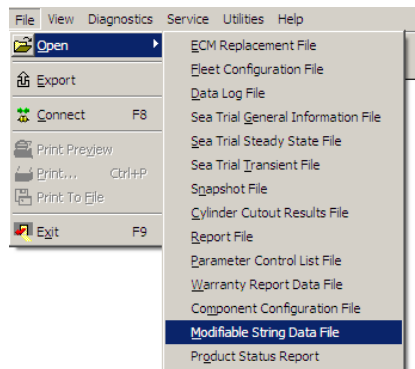 File View Diagnostics Service Utilities Help
Open
Export
Connect F8
Print Preview
Print... Ctrl+P
Print To File
Exit F9
ECM Replacement File
Fleet Configuration File
Data Log File
Sea Trial General Information File
Sea Trial Steady State File
Sea Trial Transient File
Snapshot File
Cylinder Cutout Results File
Report File
Parameter Control List File
Warranty Report Data File
Component Configuration File
Modifiable String Data File
Product Status Report